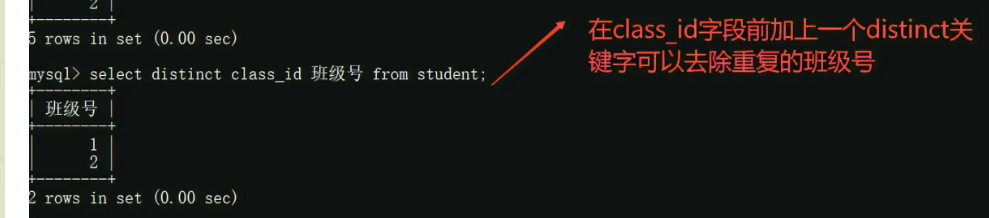 2 |
+--------+
5 rows in set (0.00 sec)
mysql> select distinct class_id 班级号 from student;
+--------+
| 班级号 |
+--------+
| 1 |
| 2 |
+--------+
2 rows in set (0.00 sec)
在class_id字段前加上一个distinct关
键字可以去除重复的班级号